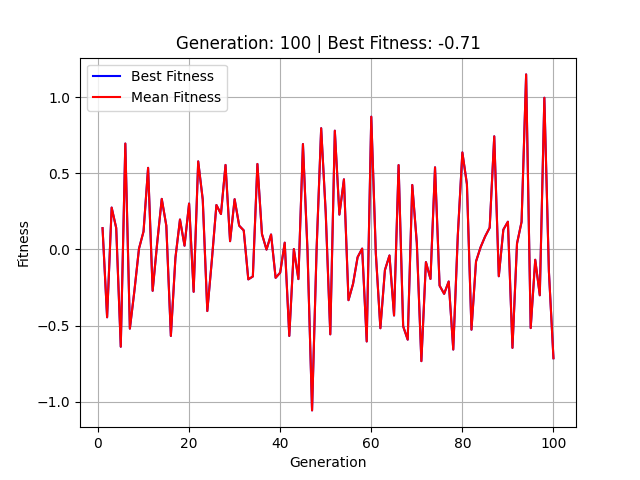 Generation: 100 | Best Fitness: -0.71
Best Fitness
Mean Fitness
1.0
0.5
0.0
−0.5
−1.0
Fitness
0
20
40
60
80
100
Generation